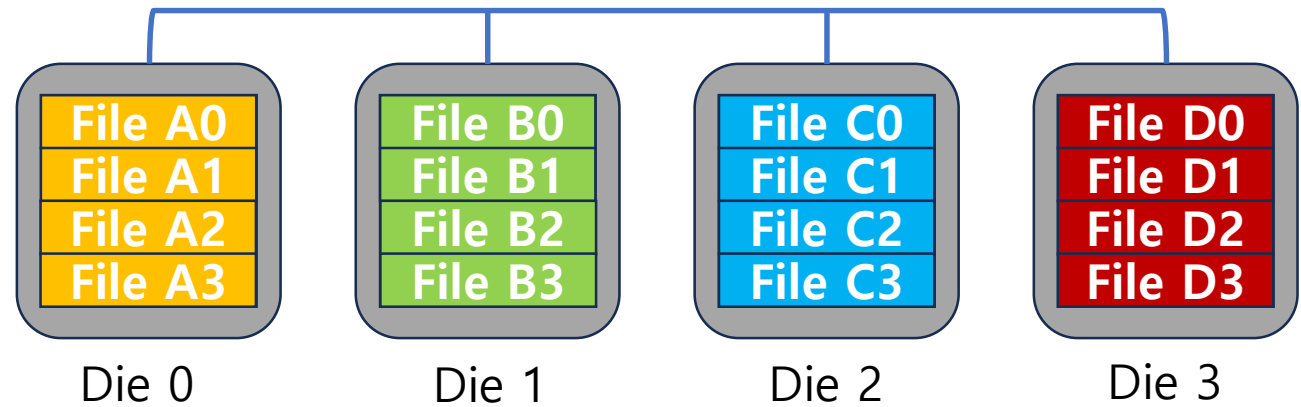 File A0
File A1
File A2
File A3
Die 0
File B0
File B1
File B2
File B3
Die 1
File C0
File C1
File C2
File C3
Die 2
File D0
File D1
File D2
File D3
Die 3